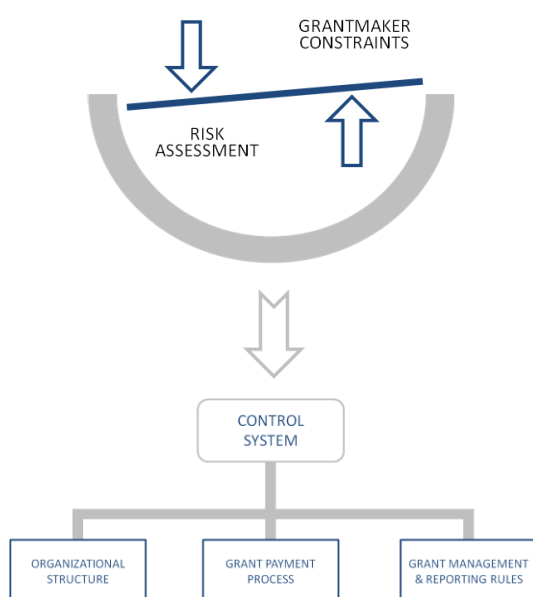 GRANTMAKER
CONSTRAINTS
RISK
ASSESSMENT
CONTROL
SYSTEM
ORGANIZATIONAL
STRUCTURE
GRANT PAYMENT
PROCESS
GRANT MANAGEMENT
& REPORTING RULES